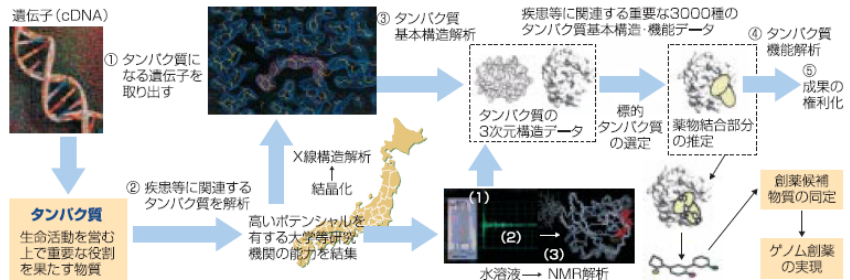 遺伝子(cDNA)
① タンパク質に
なる遺伝子を
取り出す
タンパク質
生命活動を営む
上で重要な役割
を果たす物質
② 疾患等に関連する
タンパク質を解析
高いポテンシャルを
有する大学等研究
機関の能力を結集
結晶化
X線構造解析
③ タンパク質
基本構造解析
疾患等に関連する重要な3000種の
タンパク質基本構造・機能データ
タンパク質の
3次元構造データ
標的
タンパク質
の選定
薬物結合部分
の推定
④ タンパク質
機能解析
⑤
成果の
権利化
(1)
(2)
(3)
水溶液→NMR解析
創薬候補
物質の同定
ゲノム創薬
の実現